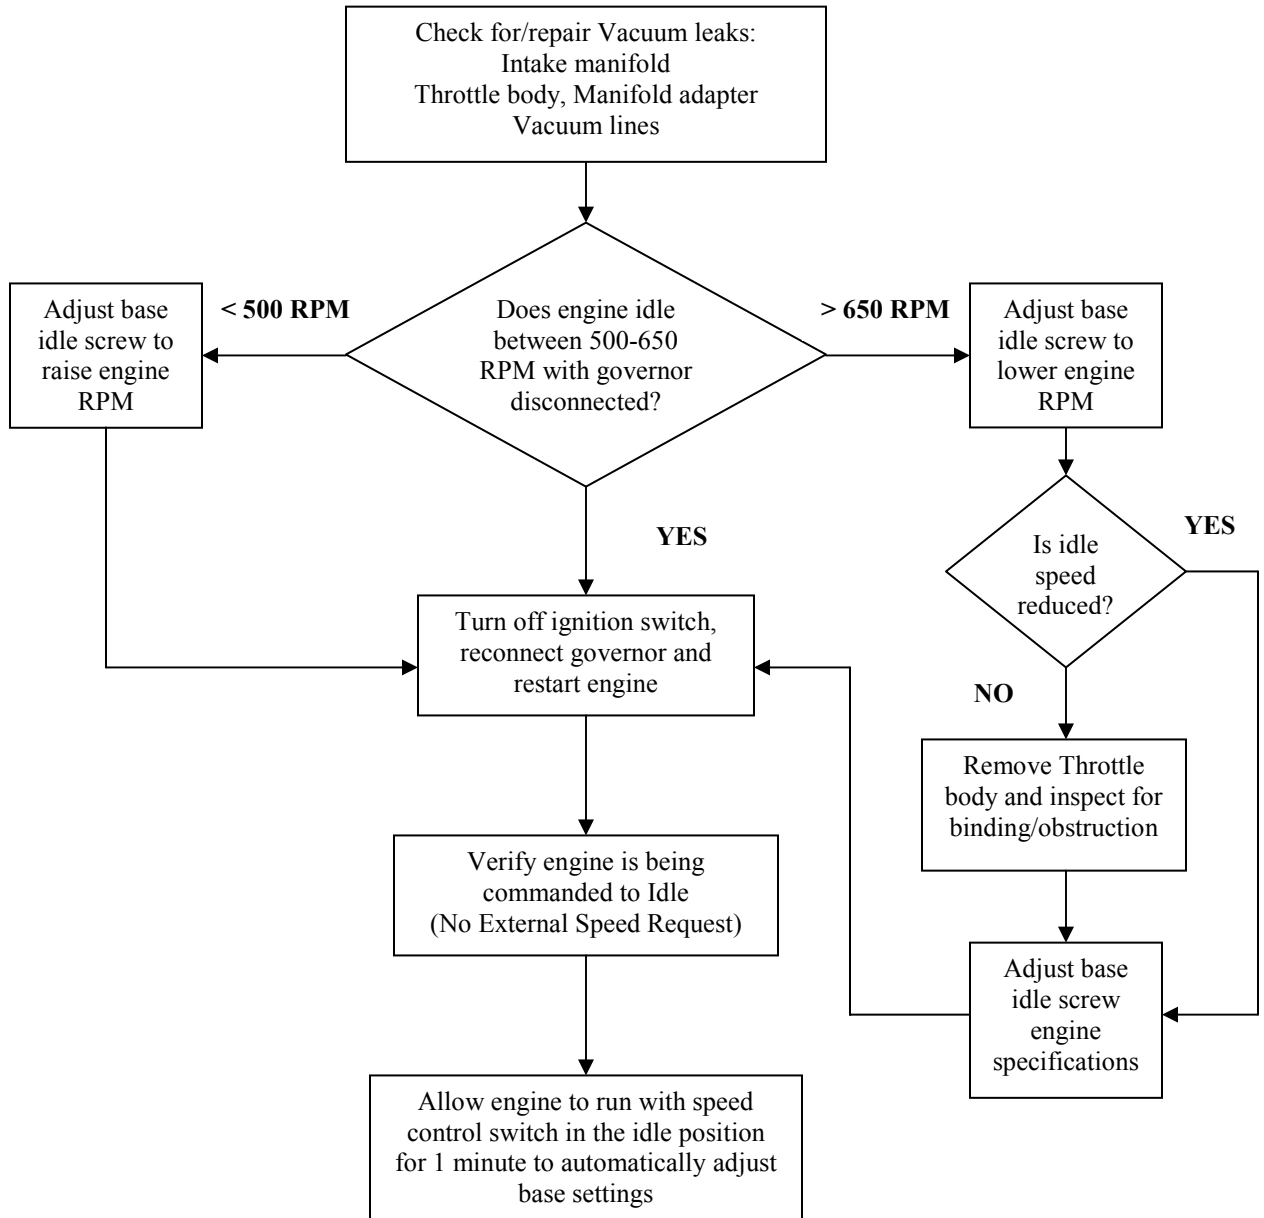 Check for/repair Vacuum leaks:
Intake manifold
Throttle body, Manifold adapter
Vacuum lines
Adjust base
idle screw to
raise engine
RPM
< 500 RPM
Does engine idle
between 500-650
RPM with governor
disconnected?
> 650 RPM
Adjust base
idle screw to
lower engine
RPM
YES
Is idle
speed
reduced?
YES
NO
Turn off ignition switch,
reconnect governor and
restart engine
Remove Throttle
body and inspect for
binding/obstruction
Verify engine is being
commanded to Idle
(No External Speed Request)
Adjust base
idle screw
engine
specifications
Allow engine to run with speed
control switch in the idle position
for 1 minute to automatically adjust
base settings